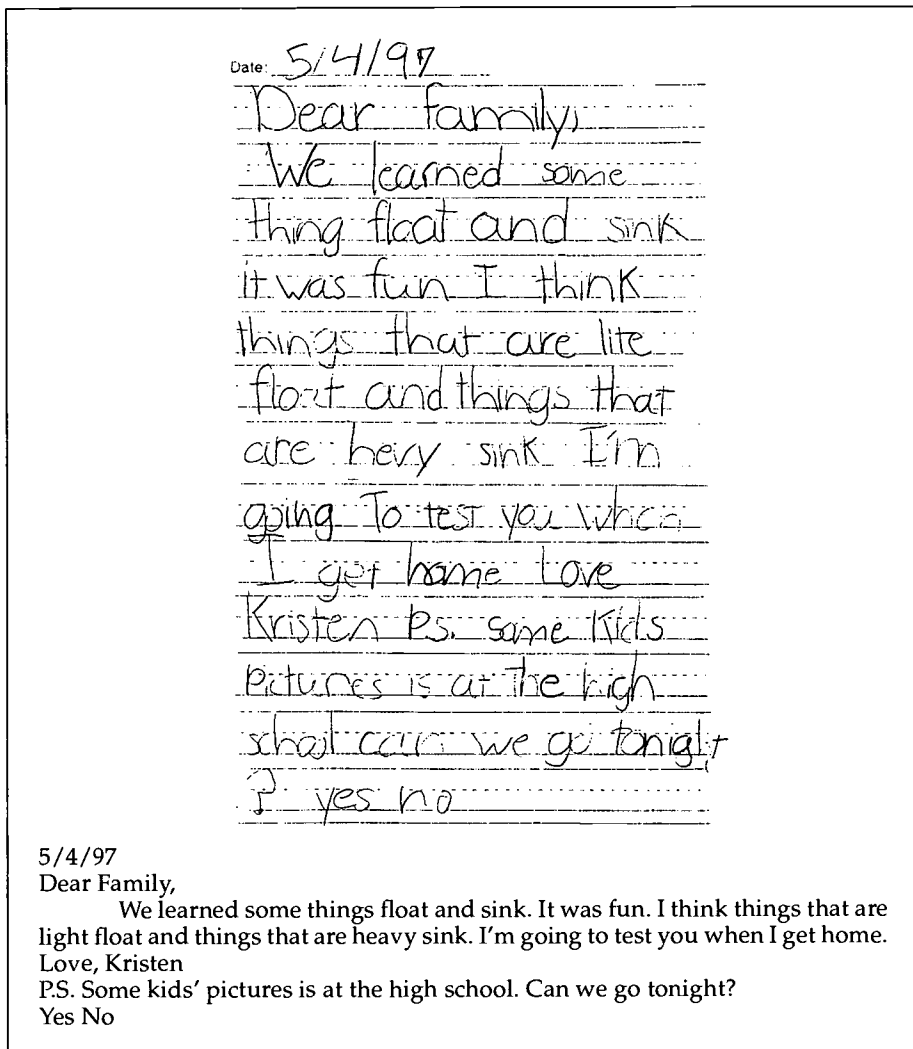 Date: 5/4/97
Dear family,
We learned some
thing float and sink
it was fun I think
things that are lite
float and things that
are hevy sink I'm
going To test you when
I get home Love
Kristen P.s. some Kids
Pictures is at The high
school can we go tonight
? yes no
5/4/97
Dear Family,
We learned some things float and sink. It was fun. I think things that are
light float and things that are heavy sink. I'm going to test you when I get home.
Love, Kristen
P.S. Some kids' pictures is at the high school. Can we go tonight?
Yes No